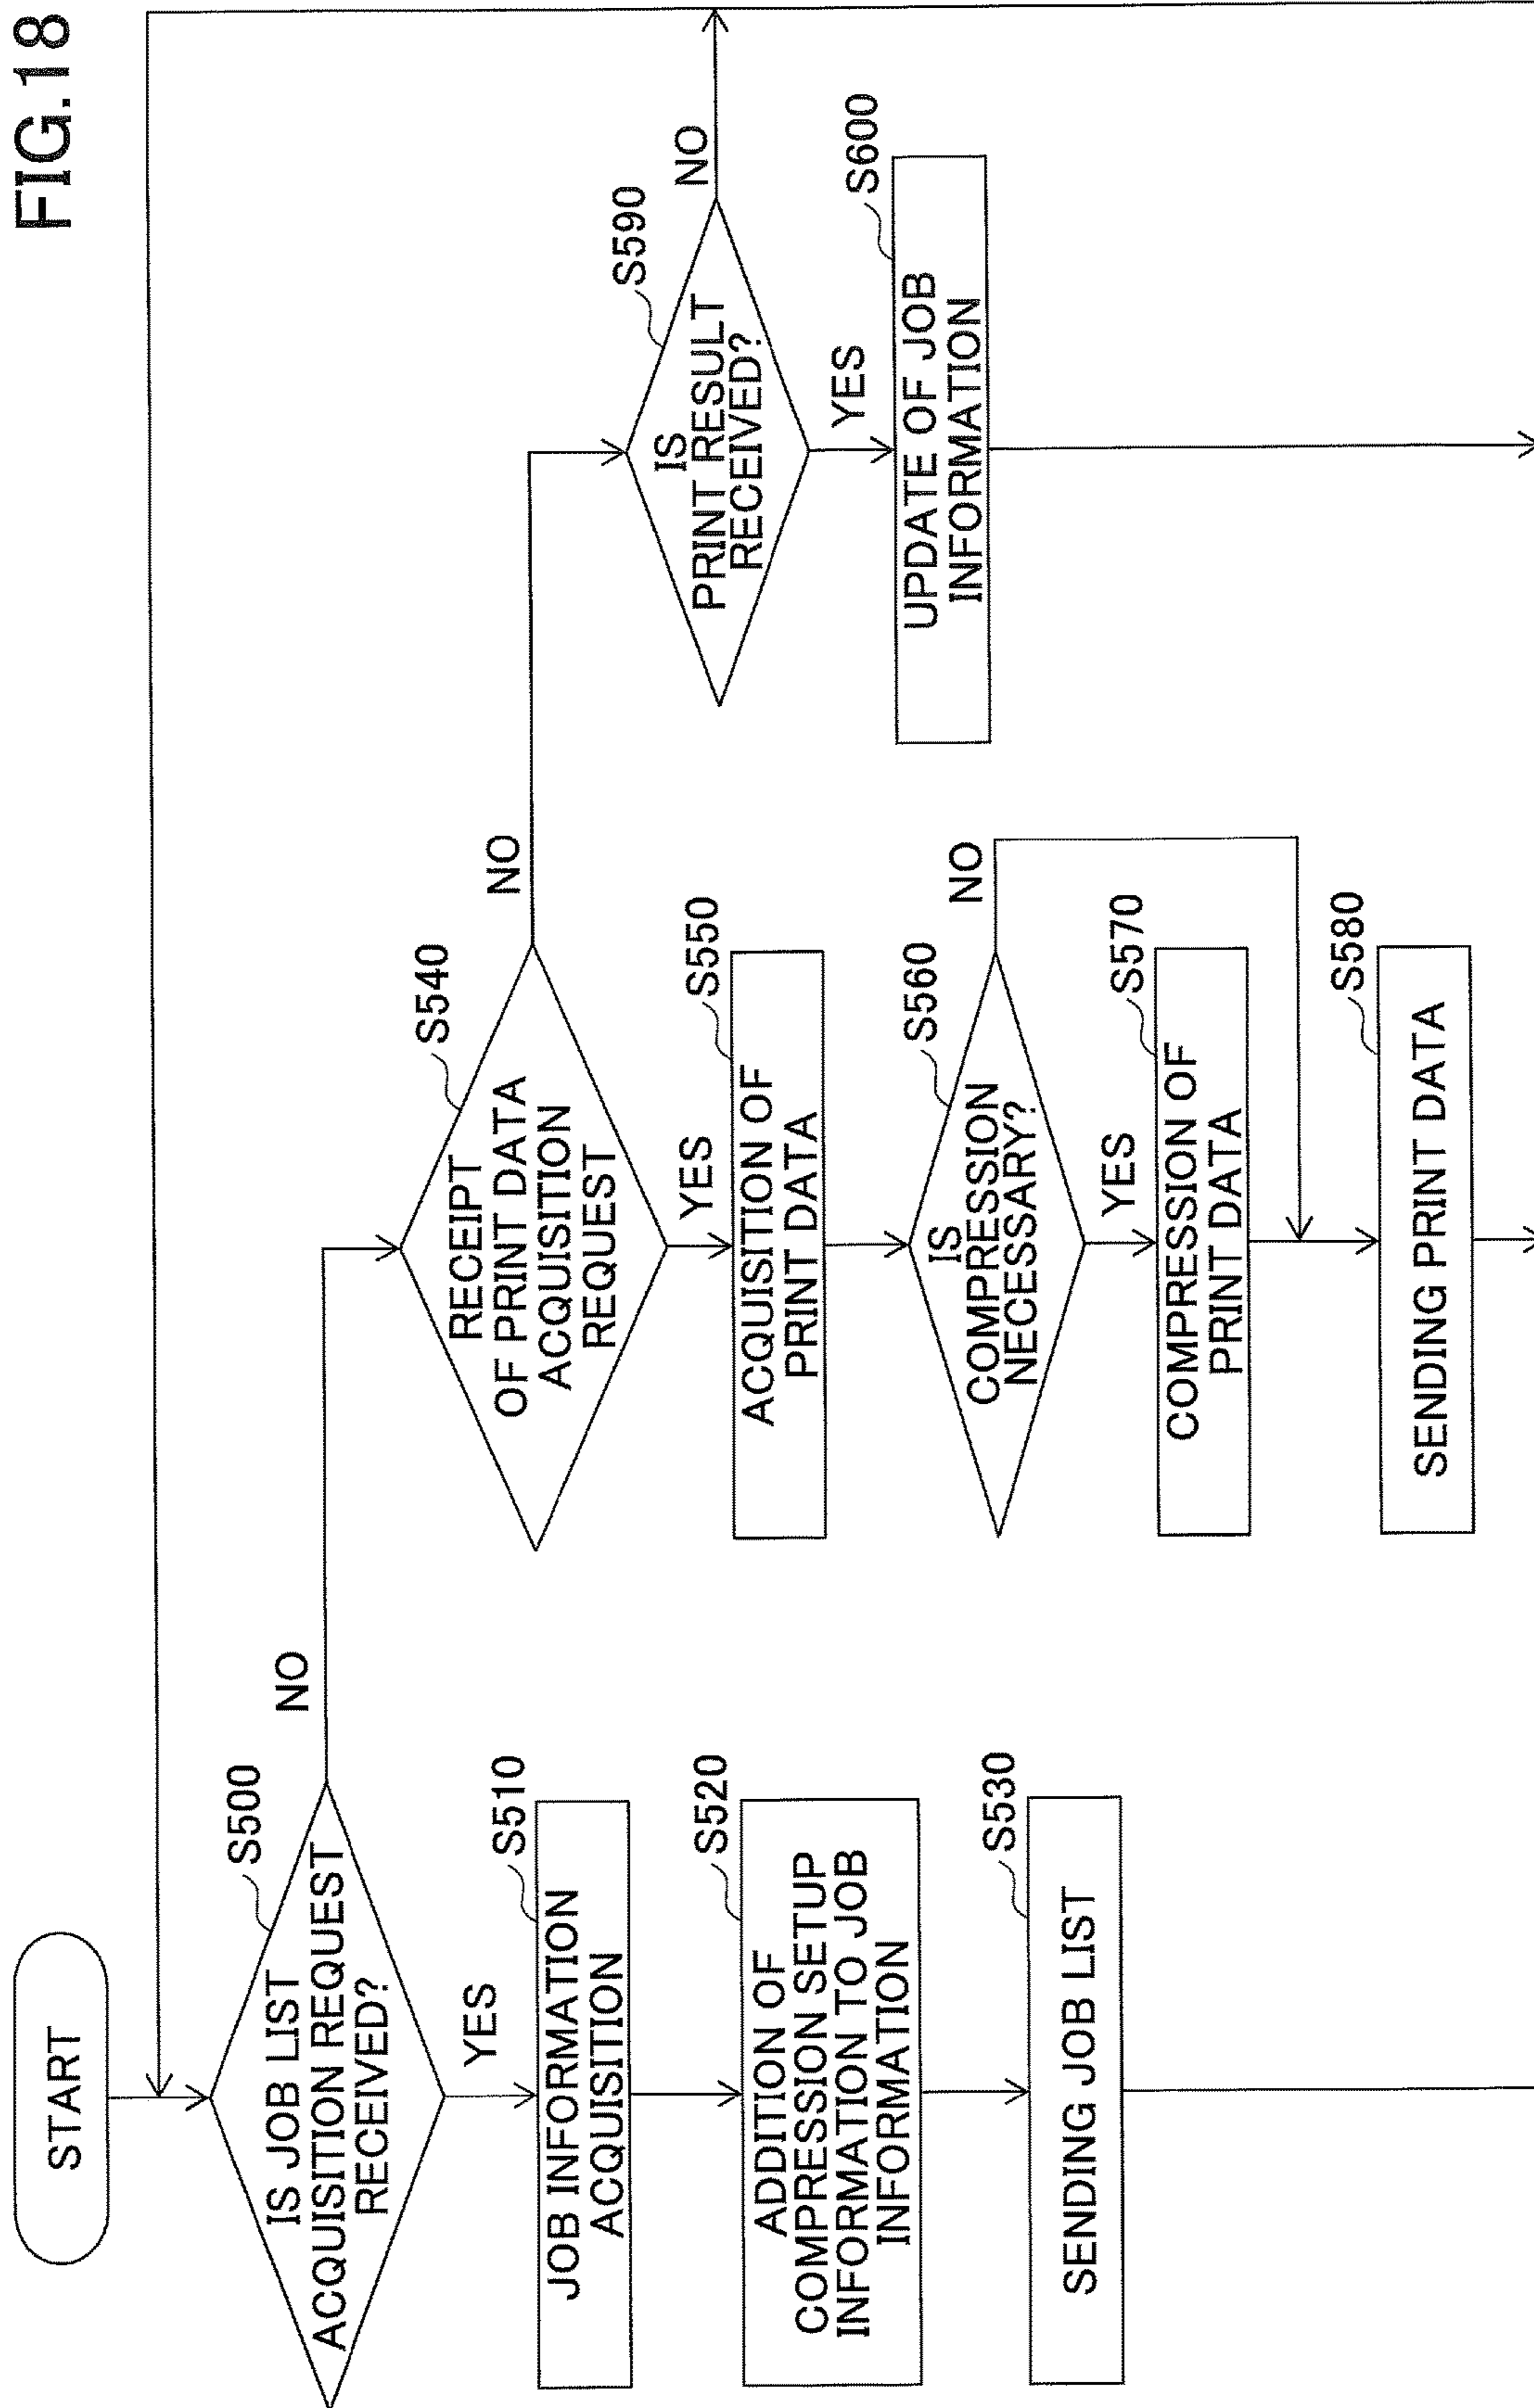 FIG.18
START
S500
IS JOB LIST
ACQUISITION REQUEST
RECEIVED?
NO
YES
S510
JOB INFORMATION
ACQUISITION
S520
ADDITION OF
COMPRESSION SETUP
INFORMATION TO JOB
INFORMATION
S530
SENDING JOB LIST
S540
RECEIPT
OF PRINT DATA
ACQUISITION
REQUEST
NO
YES
S550
ACQUISITION OF
PRINT DATA
S560
IS
COMPRESSION
NECESSARY?
NO
YES
S570
COMPRESSION OF
PRINT DATA
S580
SENDING PRINT DATA
S590
IS
PRINT RESULT
RECEIVED?
NO
YES
S600
UPDATE OF JOB
INFORMATION